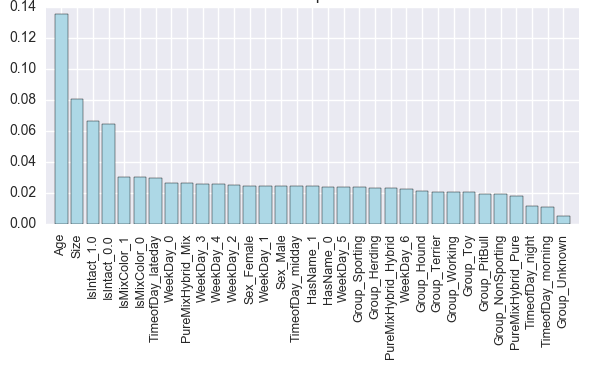 0.14
0.12
0.10
0.08
0.06
0.04
0.02
0.00
Age
Size
IsIntact_1.0
IsIntact_0.0
IsMixColor_1
IsMixColor_0
TimeofDay_lateday
WeekDay_0
PureMixHybrid_Mix
WeekDay_3
WeekDay_4
WeekDay_2
Sex_Female
WeekDay_1
Sex_Male
TimeofDay_midday
HasName_1
HasName_0
WeekDay_5
Group_Sporting
Group_Herding
PureMixHybrid_Hybrid
WeekDay_6
Group_Hound
Group_Terrier
Group_Working
Group_Toy
Group_PitBull
Group_NonSporting
PureMixHybrid_Pure
TimeofDay_night
TimeofDay_morning
Group_Unknown